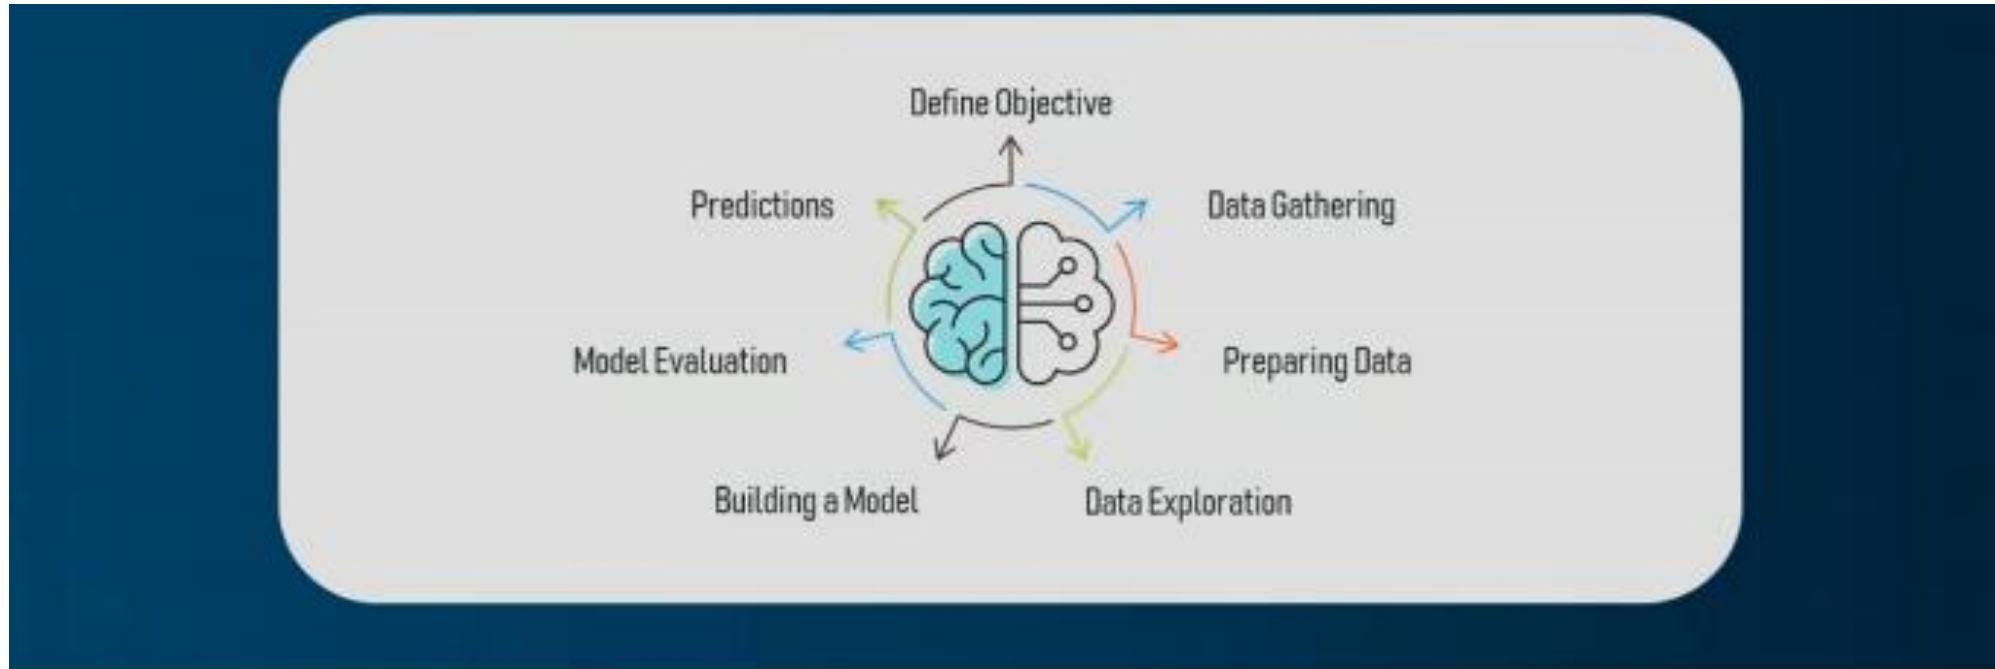 Define Objective
Predictions
Data Gathering
Model Evaluation
Preparing Data
Building a Model
Data Exploration